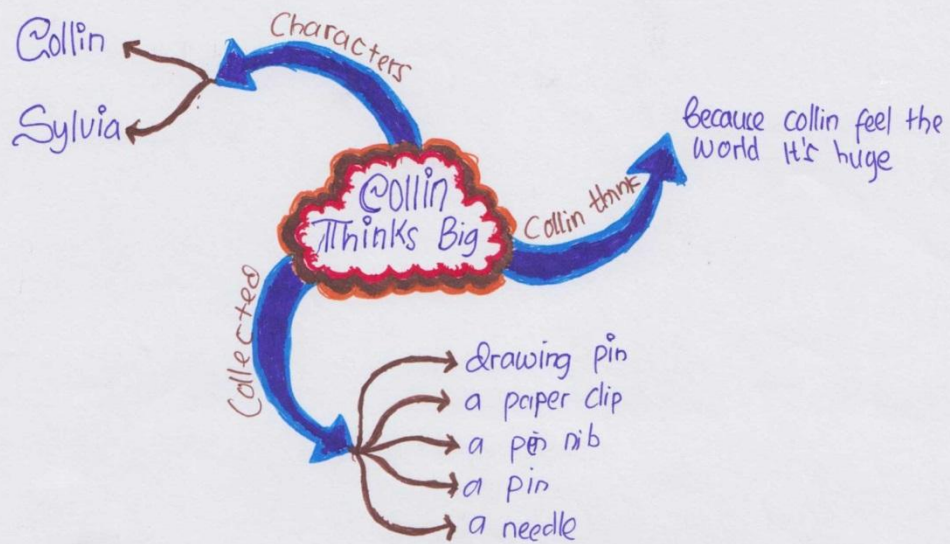 Characters
Collin
Sylvia
Collin
Thinks Big
Collin think
Because collin feel the
world It's huge
Collected
drawing pin
a paper clip
a pen nib
a pin
a needle